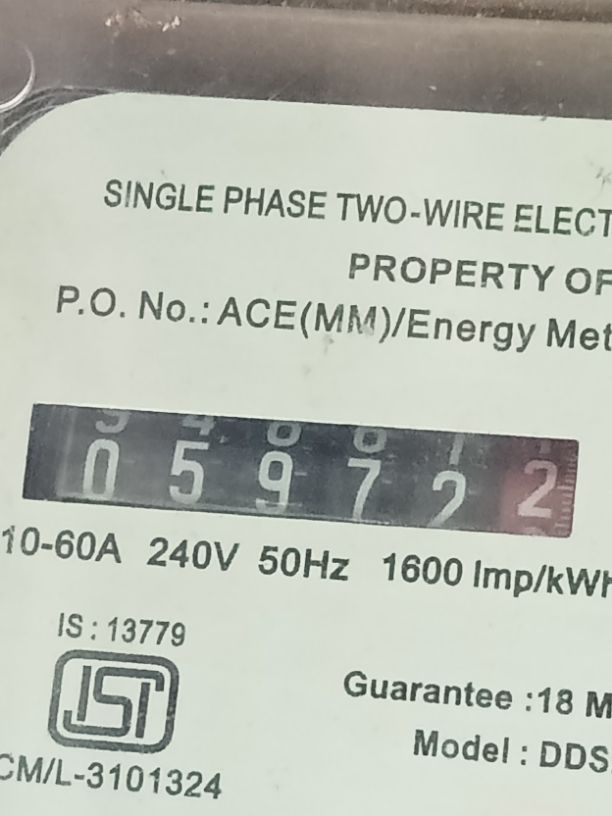 SINGLE PHASE TWO-WIRE ELECT
PROPERTY OF
P.O. No.: ACE(MM)/Energy Met
0 5 9 7 2 2
10-60A 240V 50Hz 1600 Imp/kWh
IS : 13779
ISI
Guarantee :18 M
Model : DDS
CM/L-3101324